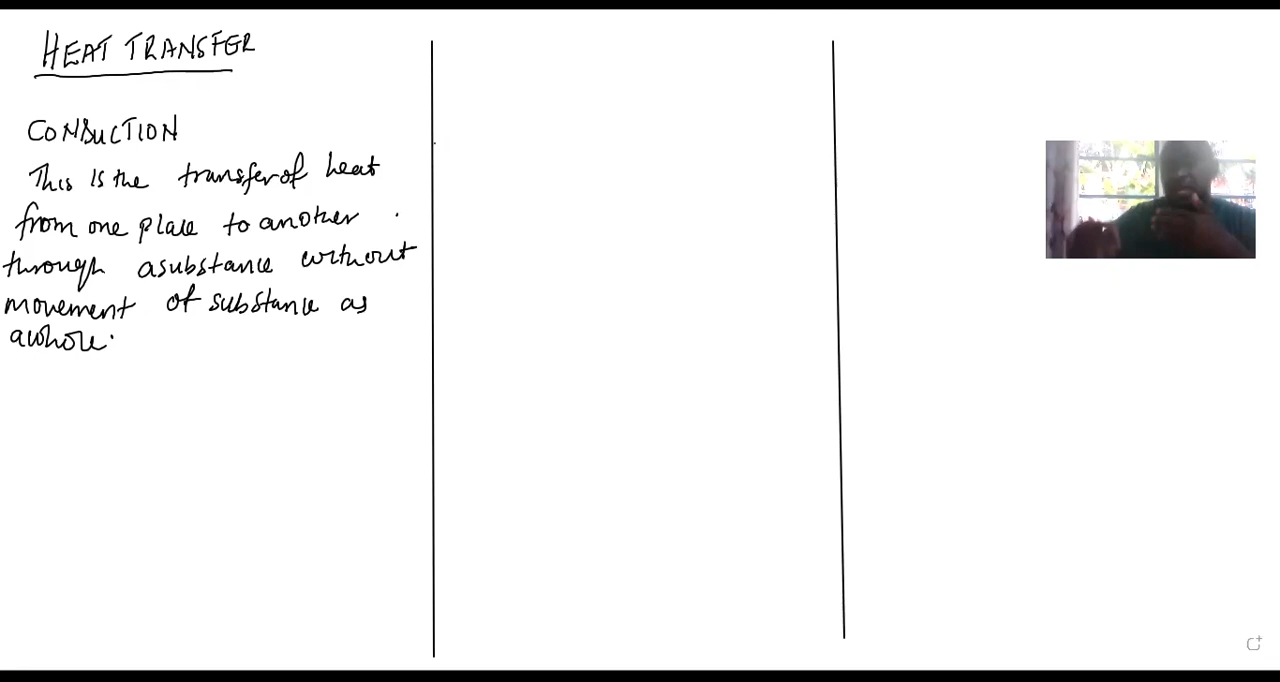 HEAT TRANSFER
CONDUCTION
This is the transfer of heat
from one place to another
through a substance without
movement of substance as
a whole.